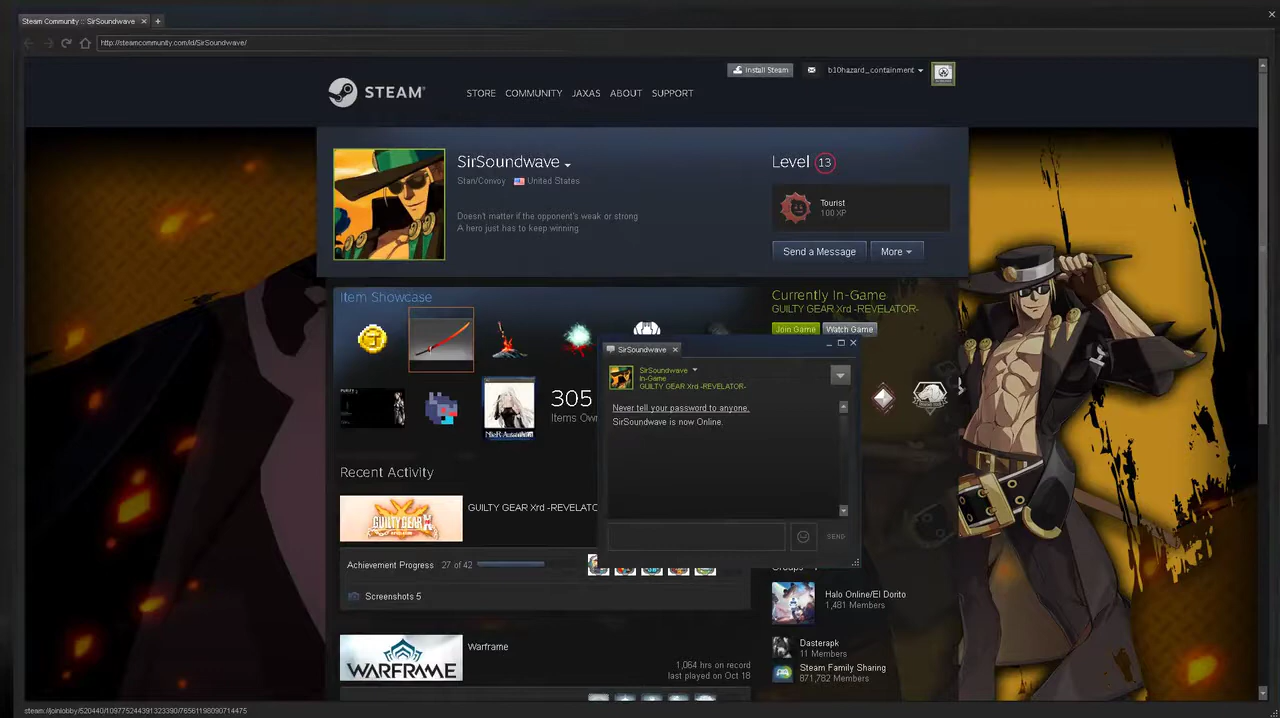 Steam Community :: SirSoundwave
http://steamcommunity.com/id/SirSoundwave/
Install Steam
b10hazard_containment
STEAM
STORE COMMUNITY JAXAS ABOUT SUPPORT
SirSoundwave
Stan/Convoy United States
Doesn't matter if the opponent's weak or strong
A hero just has to keep winning
Level 13
Tourist
100 XP
Send a Message More
Item Showcase
305
Items Own
NieR:Automata
Currently In-Game
GUILTY GEAR Xrd -REVELATOR-
Join Game Watch Game
SirSoundwave
SirSoundwave
In-Game
GUILTY GEAR Xrd -REVELATOR-
Never tell your password to anyone.
SirSoundwave is now Online.
SEND
Recent Activity
GUILTY GEAR
GUILTY GEAR Xrd -REVELATO
Achievement Progress 27 of 42
Screenshots 5
WARFRAME
Warframe
1,064 hrs on record
last played on Oct 18
Groups
Halo Online/El Dorito
1,481 Members
Dasterapk
11 Members
Steam Family Sharing
871,782 Members
steam://joinlobby/520440/109775244391323390/76561198090714475